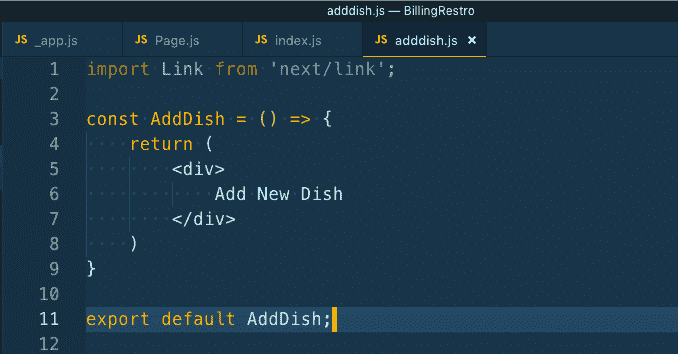 adddish.js — BillingRestro
JS _app.js JS Page.js JS index.js JS adddish.js ×
1 import Link from 'next/link';
2
3 const AddDish = () => {
4 return (
5 <div>
6 Add New Dish
7 </div>
8 )
9 }
10
11 export default AddDish;
12